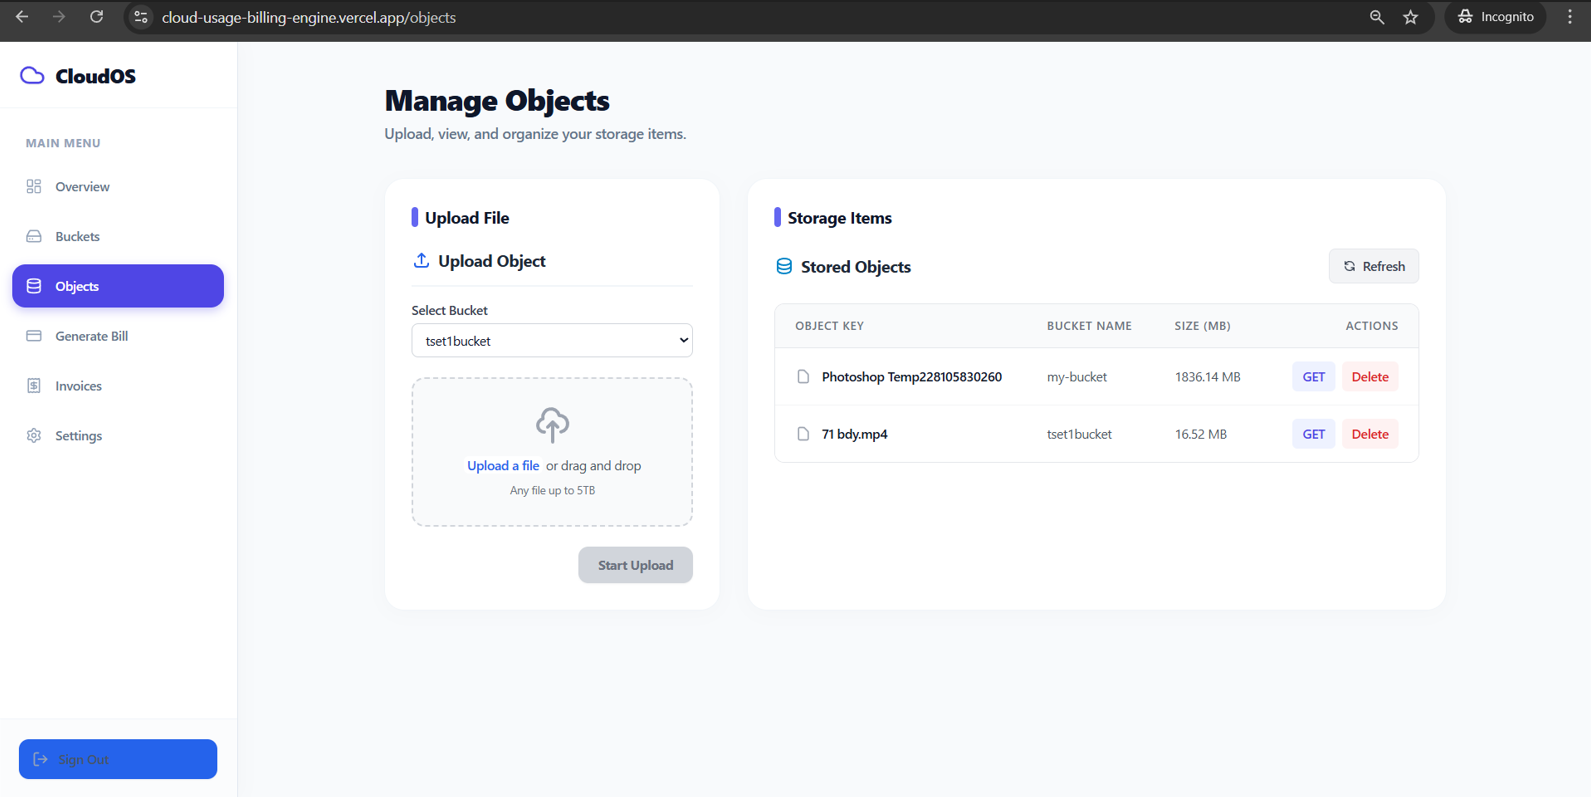 cloud-usage-billing-engine.vercel.app/objects
Incognito
CloudOS
MAIN MENU
Overview
Buckets
Objects
Generate Bill
Invoices
Settings
Sign Out
Manage Objects
Upload, view, and organize your storage items.
Upload File
Upload Object
Select Bucket
tset1bucket
Upload a file or drag and drop
Any file up to 5TB
Start Upload
Storage Items
Stored Objects
Refresh
OBJECT KEY BUCKET NAME SIZE (MB) ACTIONS
Photoshop Temp228105830260 my-bucket 1836.14 MB GET Delete
71 bdy.mp4 tset1bucket 16.52 MB GET Delete